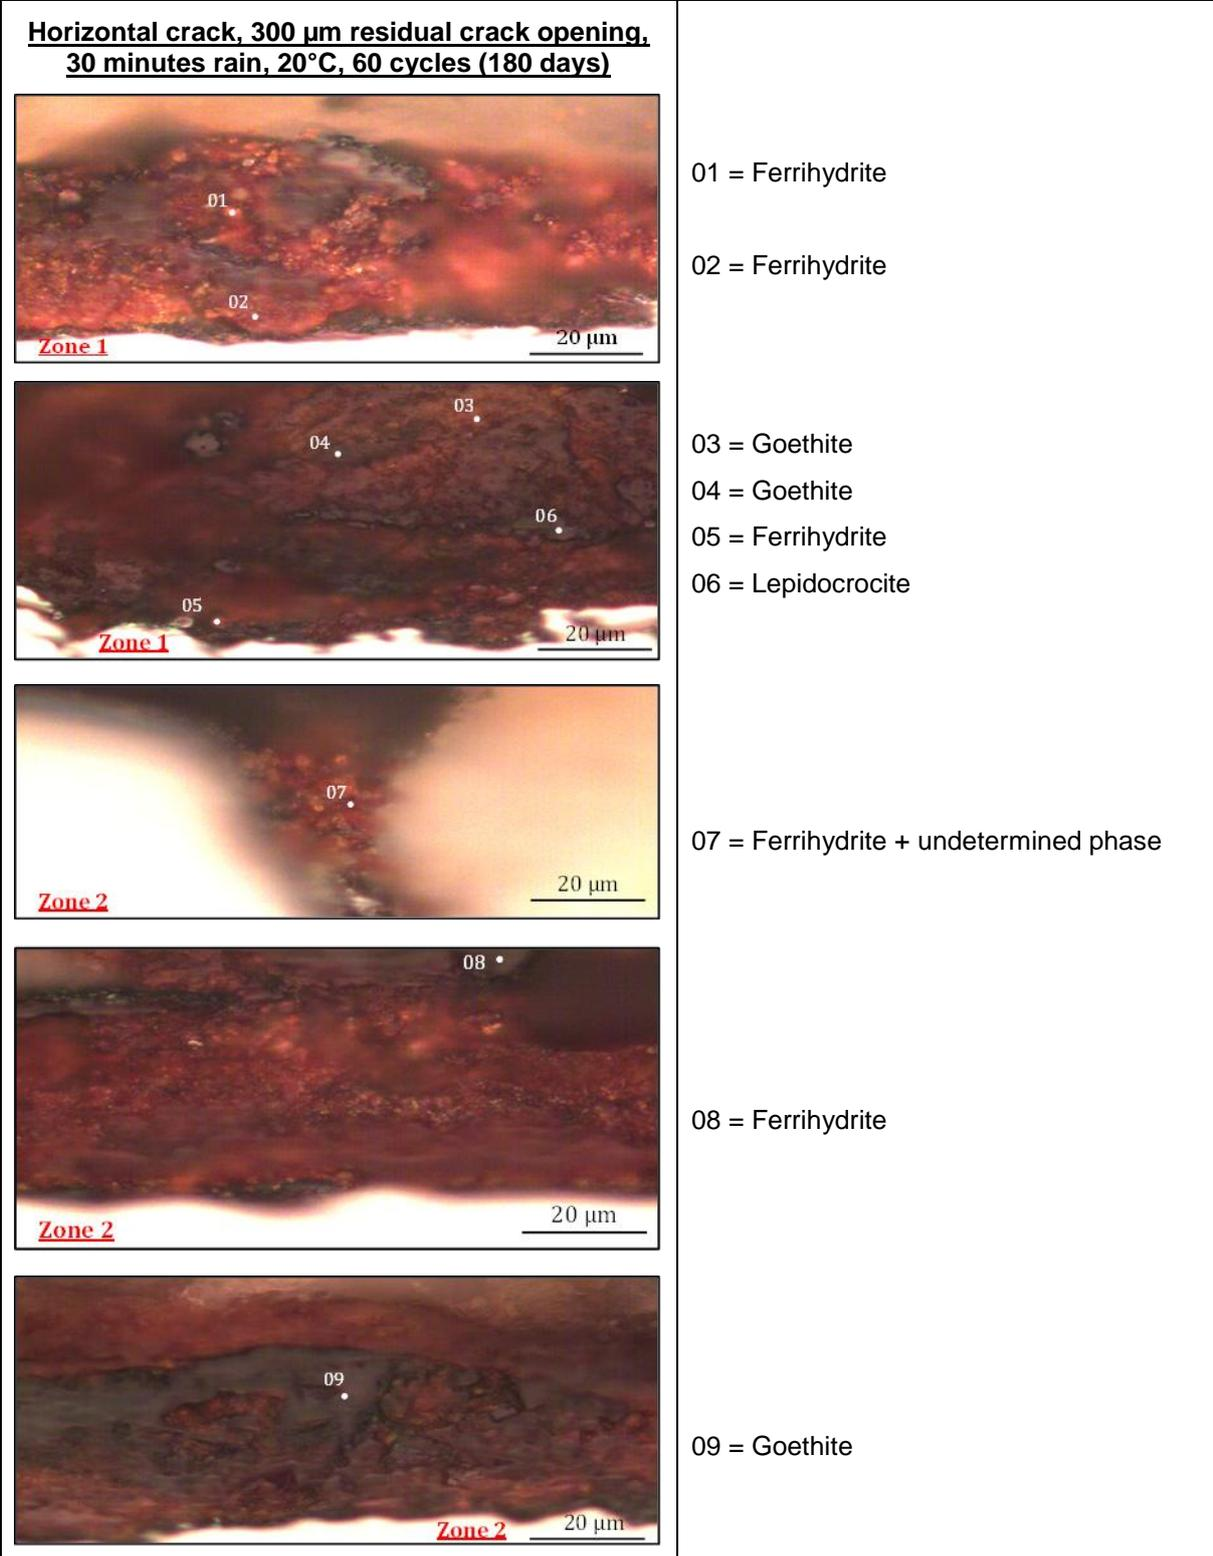 Horizontal crack, 300 µm residual crack opening,
30 minutes rain, 20°C, 60 cycles (180 days)
01
02
Zone 1
20 µm
01 = Ferrihydrite
02 = Ferrihydrite
03
04
06
05
Zone 1
20 µm
03 = Goethite
04 = Goethite
05 = Ferrihydrite
06 = Lepidocrocite
07
Zone 2
20 µm
07 = Ferrihydrite + undetermined phase
08
Zone 2
20 µm
08 = Ferrihydrite
09
Zone 2
20 µm
09 = Goethite